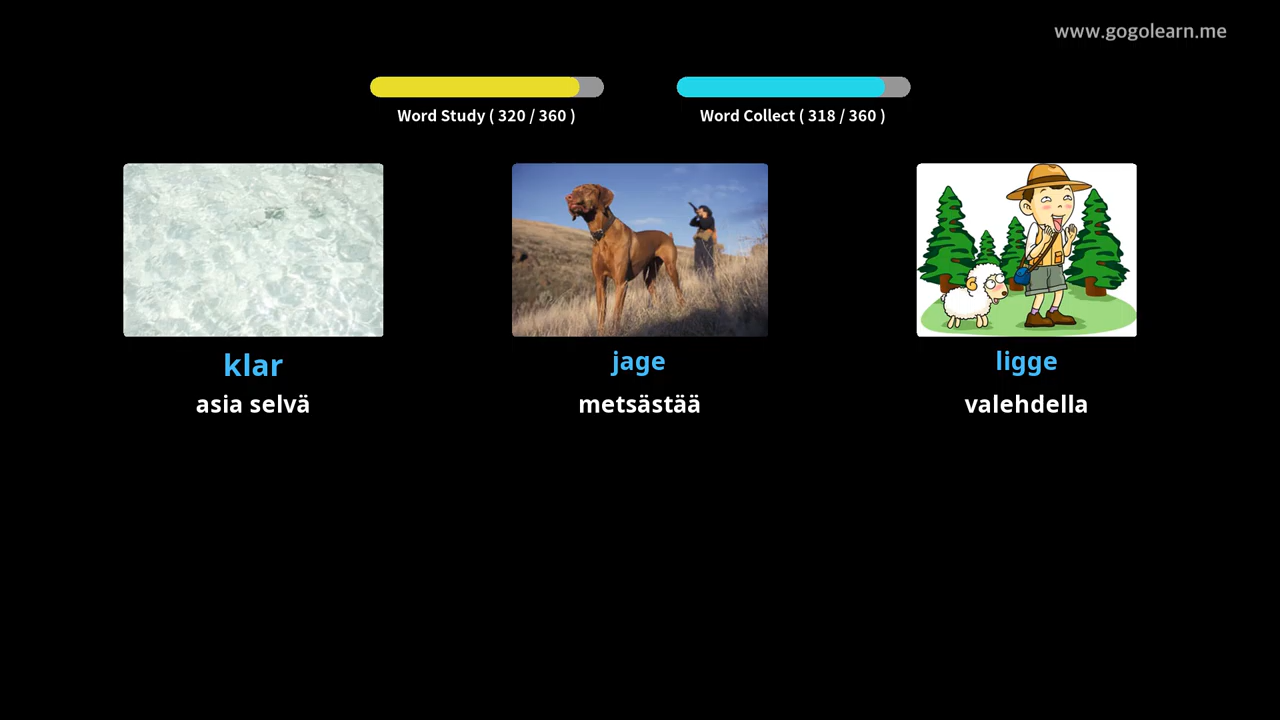 www.gogolearn.me
Word Study ( 320 / 360 )
Word Collect ( 318 / 360 )
klar
asia selvä
jage
metsästää
ligge
valehdella